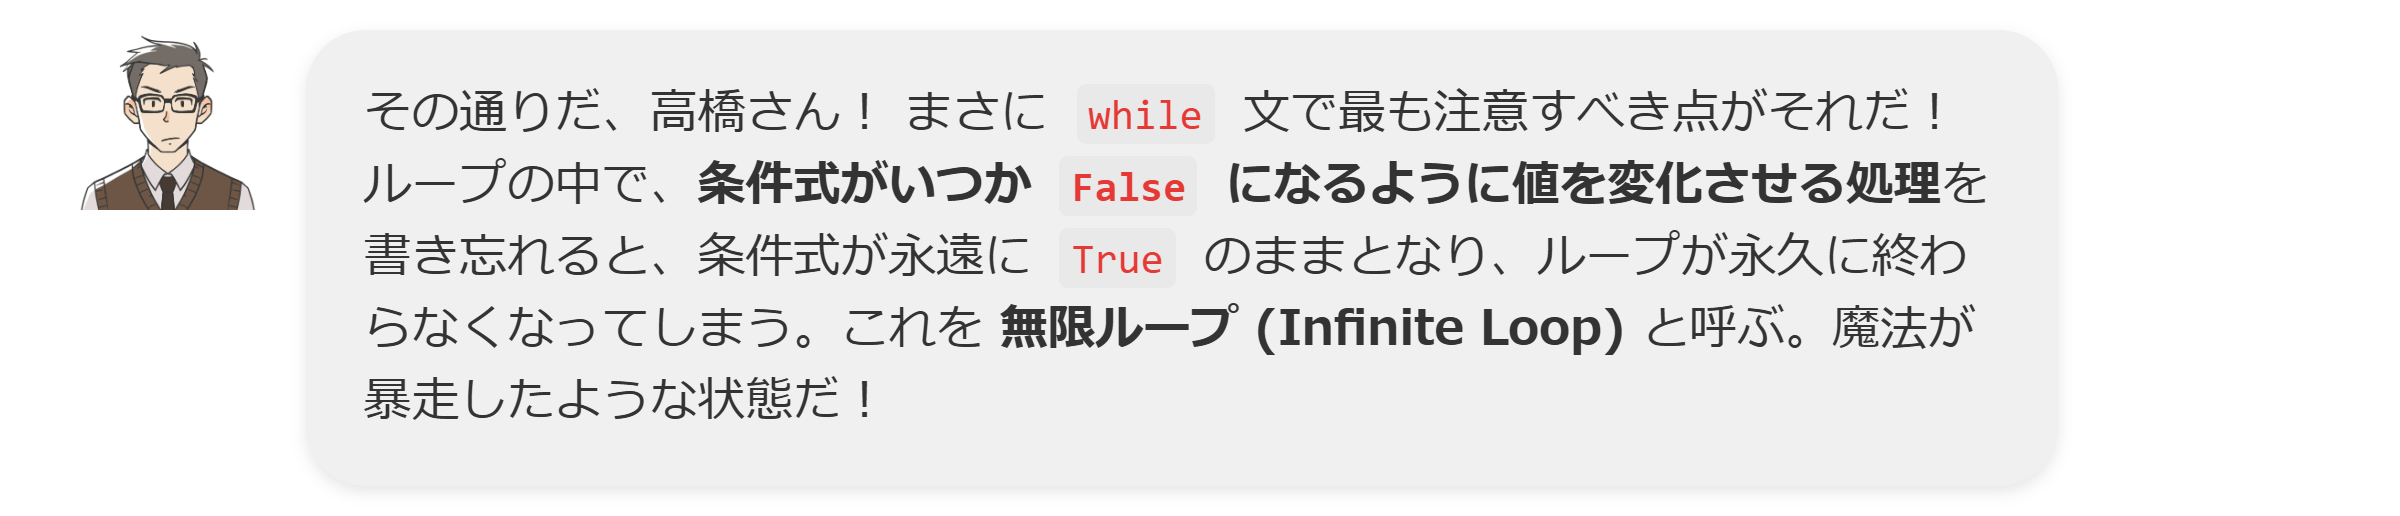 その通りだ、高橋さん！ まさに while 文で最も注意すべき点がそれだ！
ループの中で、条件式がいつか False になるように値を変化させる処理を
書き忘れると、条件式が永遠に True のままとなり、ループが永久に終わ
らなくなってしまう。これを 無限ループ (Infinite Loop) と呼ぶ。魔法が
暴走したような状態だ！